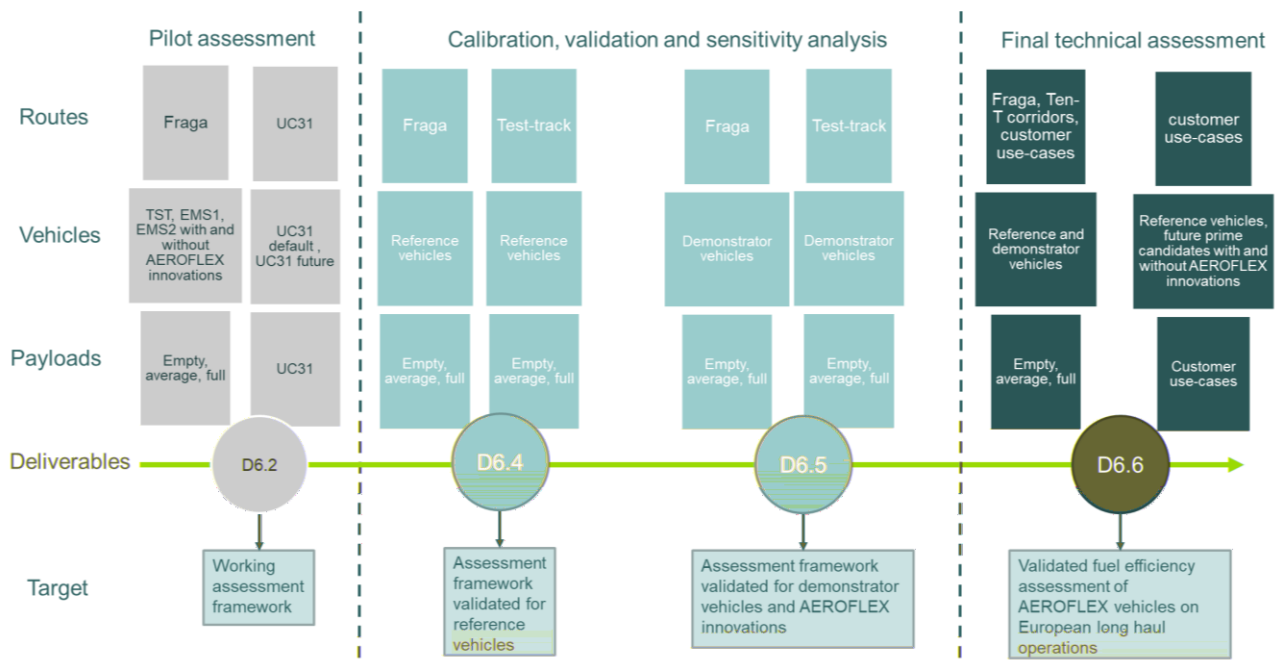 Pilot assessment
Calibration, validation and sensitivity analysis
Final technical assessment
Routes
Fraga
UC31
Fraga
Test-track
Fraga
Test-track
Fraga, Ten-
T corridors,
customer
use-cases
customer
use-cases
Vehicles
TST, EMS1,
EMS2 with and
without
AEROFLEX
innovations
UC31
default ,
UC31 future
Reference
vehicles
Reference
vehicles
Demonstrator
vehicles
Demonstrator
vehicles
Reference and
demonstrator
vehicles
Reference vehicles,
future prime
candidates with and
without AEROFLEX
innovations
Payloads
Empty,
average, full
UC31
Empty,
average, full
Empty,
average, full
Empty,
average, full
Empty,
average, full
Empty,
average, full
Customer
use-cases
Deliverables
D6.2
D6.4
D6.5
D6.6
Target
Working
assessment
framework
Assessment
framework
validated for
reference
vehicles
Assessment framework
validated for demonstrator
vehicles and AEROFLEX
innovations
Validated fuel efficiency
assessment of
AEROFLEX vehicles on
European long haul
operations